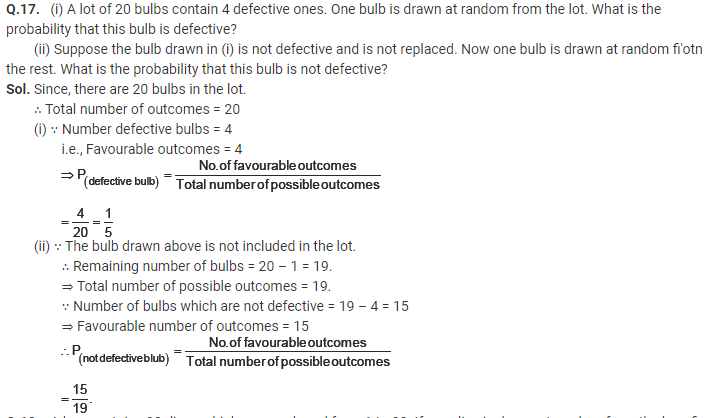 Q.17. (i) A lot of 20 bulbs contain 4 defective ones. One bulb is drawn at random from the lot. What is the
probability that this bulb is defective?
(ii) Suppose the bulb drawn in (i) is not defective and is not replaced. Now one bulb is drawn at random fi'otn
the rest. What is the probability that this bulb is not defective?
Sol. Since, there are 20 bulbs in the lot.
∴ Total number of outcomes = 20
(i) ∵ Number defective bulbs = 4
i.e., Favourable outcomes = 4
⇒ P(defective bulb) = No.of favourable outcomes / Total number of possible outcomes
= 4/20 = 1/5
(ii) ∵ The bulb drawn above is not included in the lot.
∴ Remaining number of bulbs = 20 – 1 = 19.
⇒ Total number of possible outcomes = 19.
∵ Number of bulbs which are not defective = 19 – 4 = 15
⇒ Favourable number of outcomes = 15
∴ P(not defective blub) = No.of favourable outcomes / Total number of possible outcomes
= 15/19.